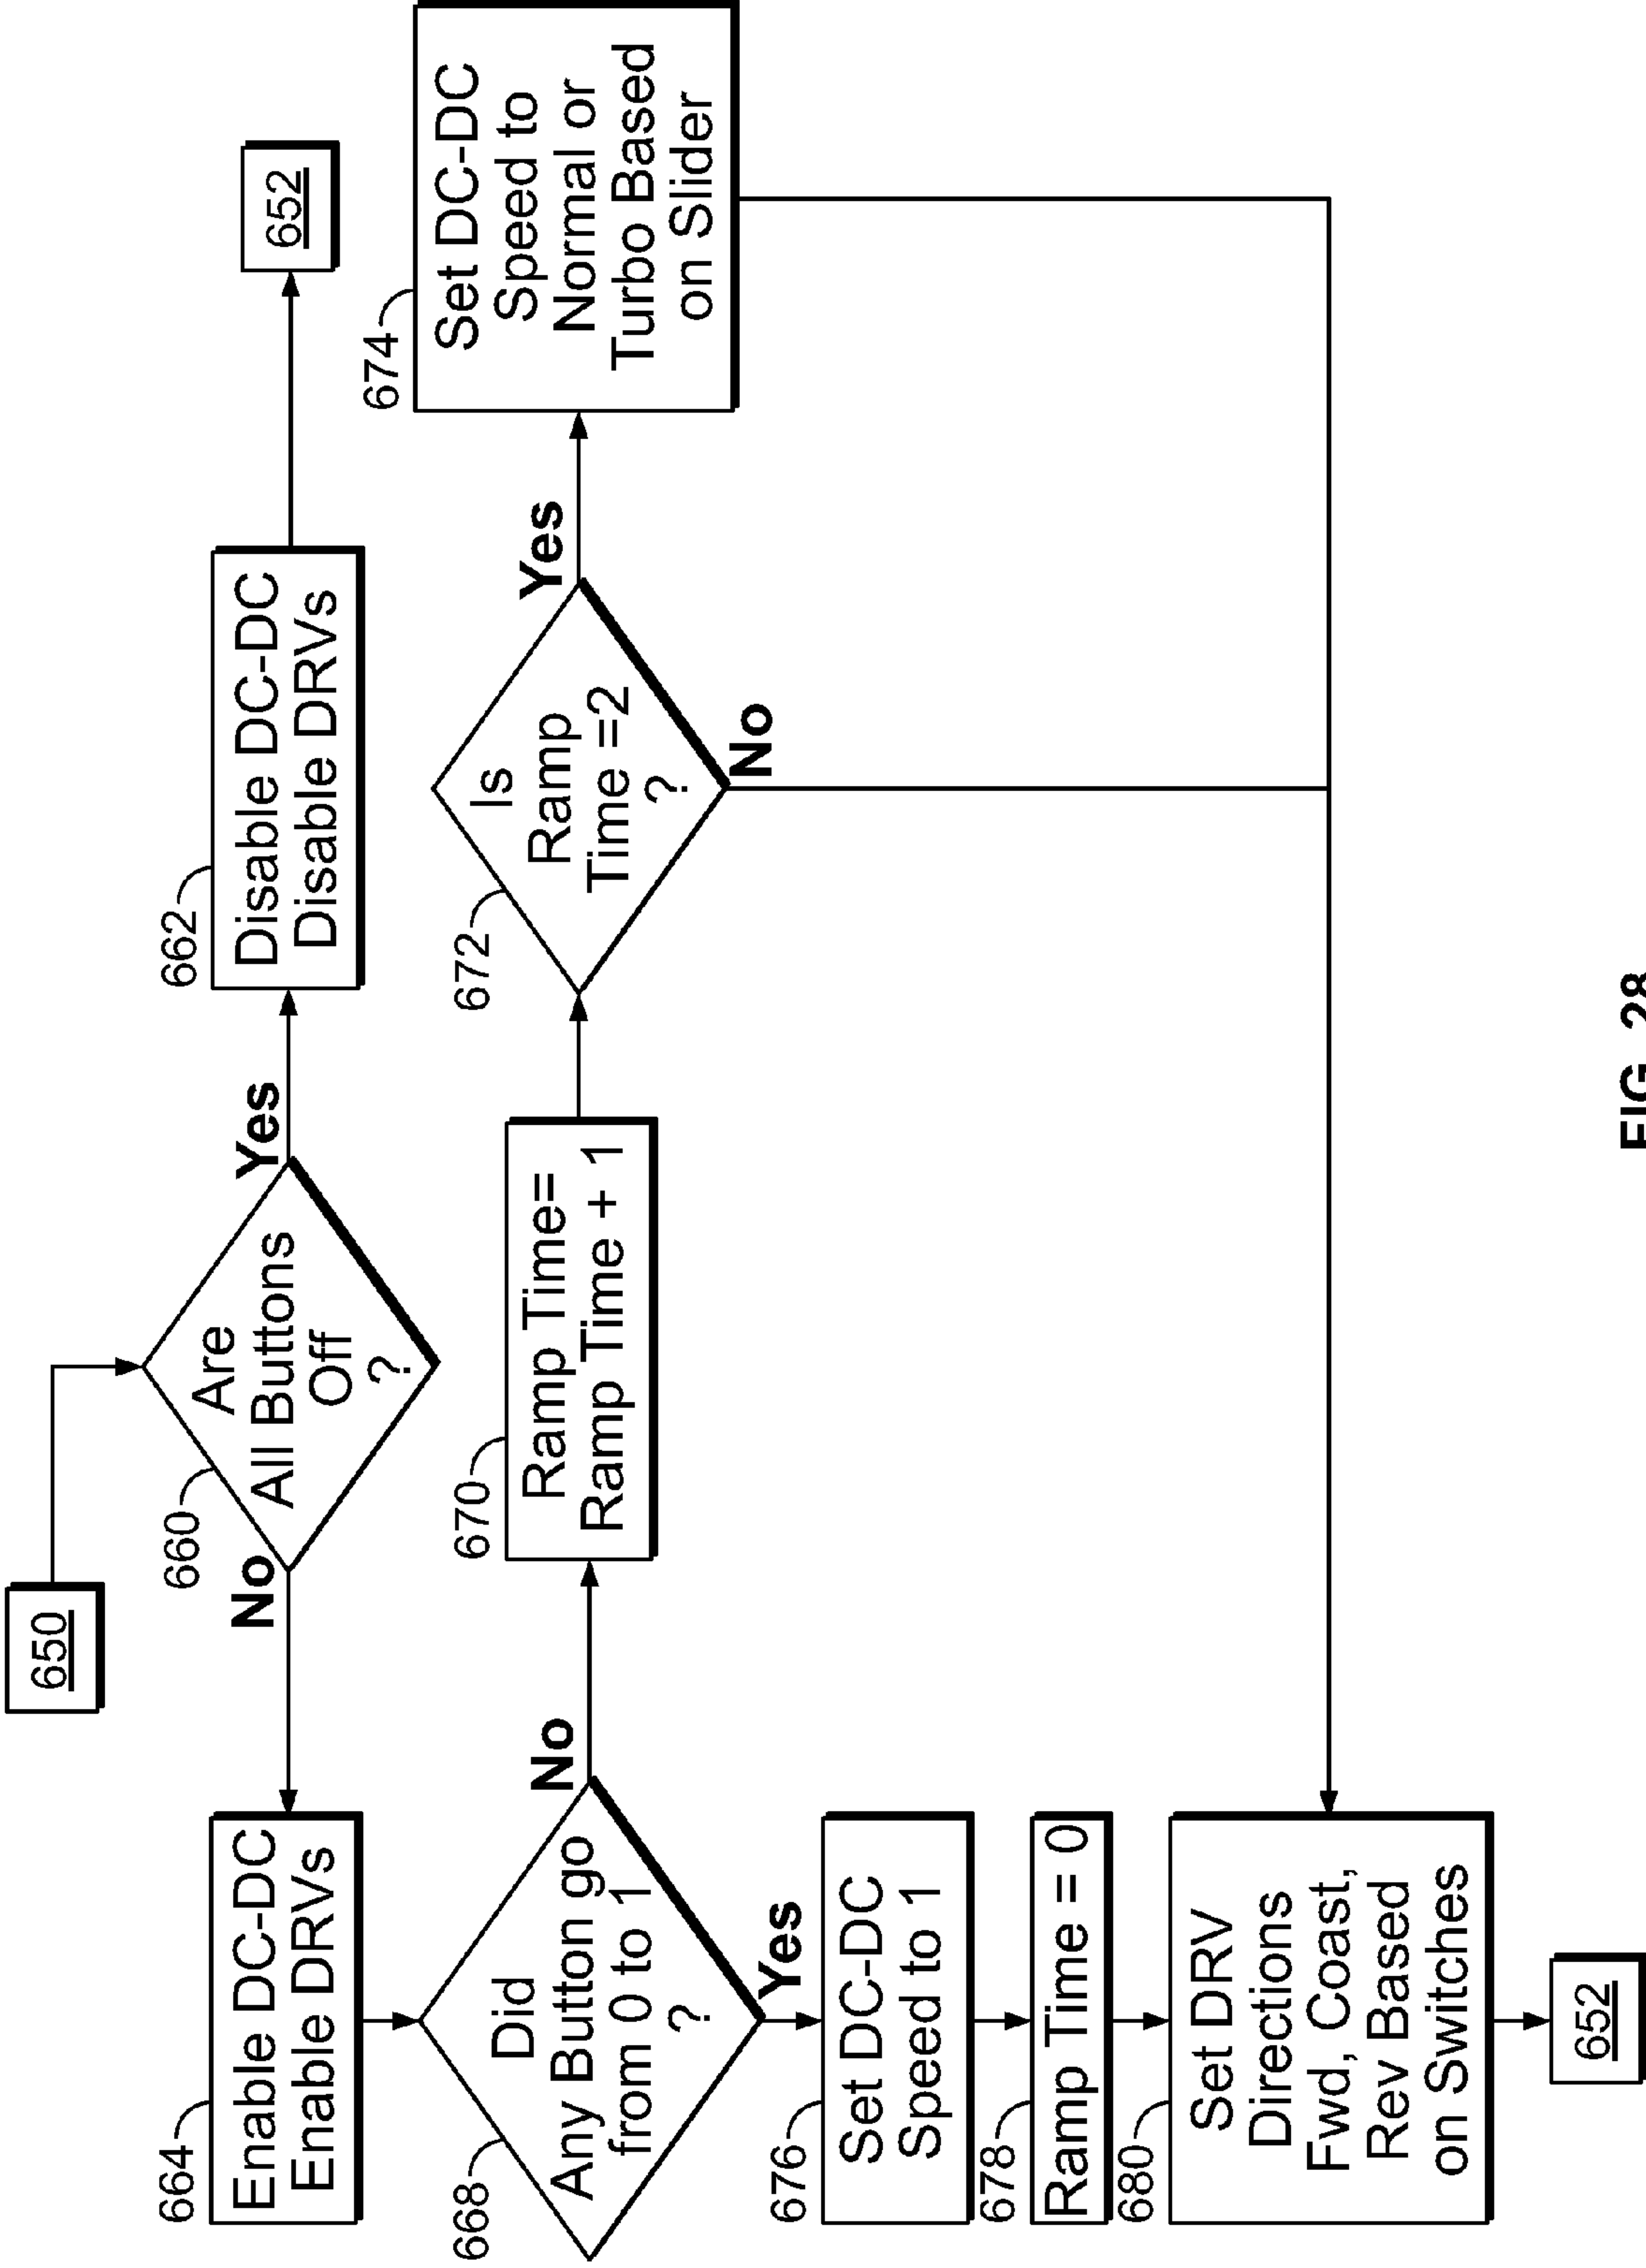 650
660
Are
All Buttons
Off
?
Yes
No
662
Disable DC-DC
Disable DRVs
652
664
Enable DC-DC
Enable DRVs
668
Did
Any Button go
from 0 to 1
?
No
Yes
670
Ramp Time=
Ramp Time + 1
672
Is
Ramp
Time =2
?
Yes
No
674
Set DC-DC
Speed to
Normal or
Turbo Based
on Slider
676
Set DC-DC
Speed to 1
678
Ramp Time = 0
680
Set DRV
Directions
Fwd, Coast,
Rev Based
on Switches
652
FIG. 28